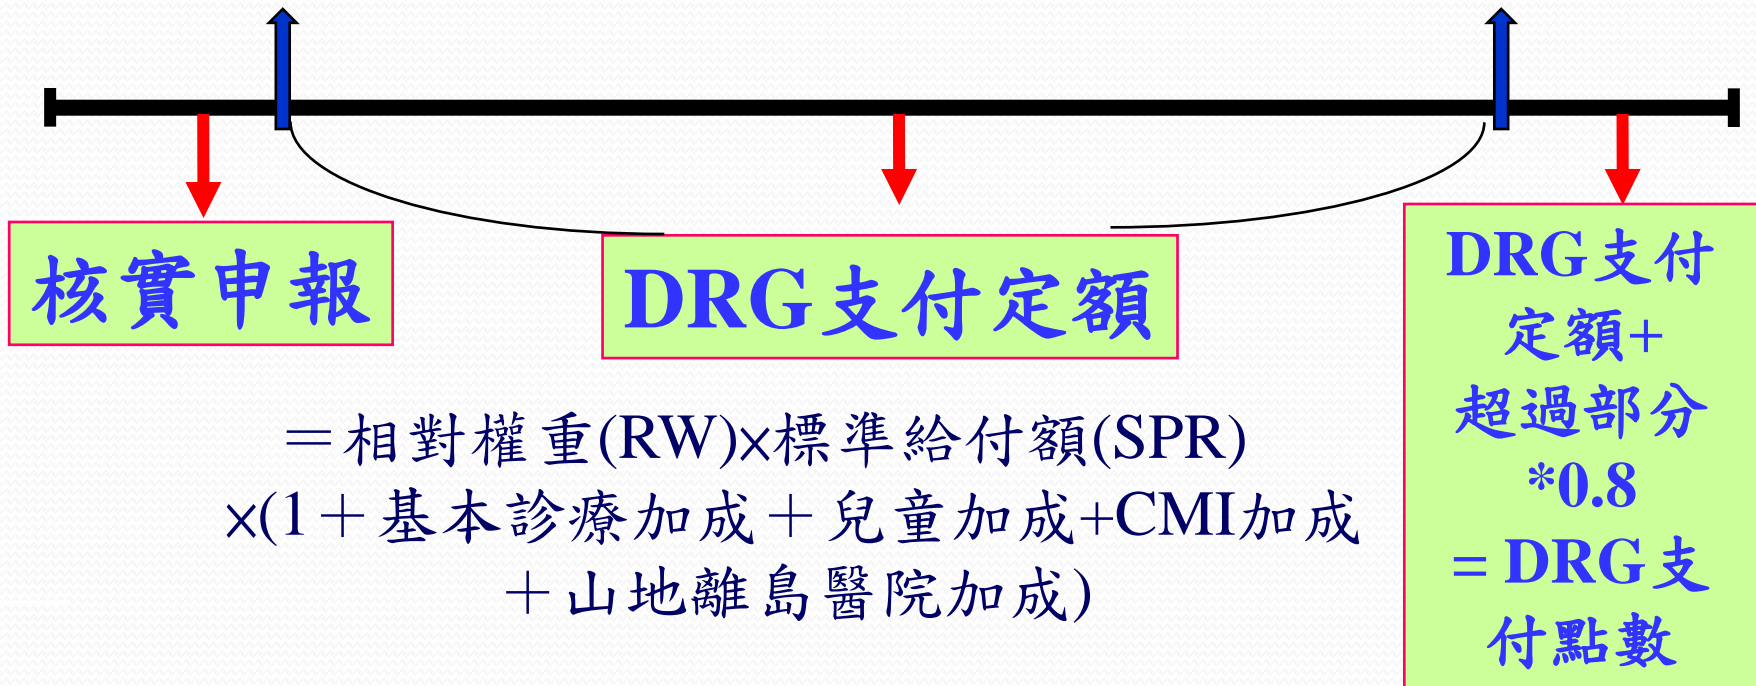 核實申報
DRG支付定額
=相對權重(RW)×標準給付額(SPR)
×(1+基本診療加成+兒童加成+CMI加成
+山地離島醫院加成)
DRG支付
定額+
超過部分
*0.8
= DRG支
付點數